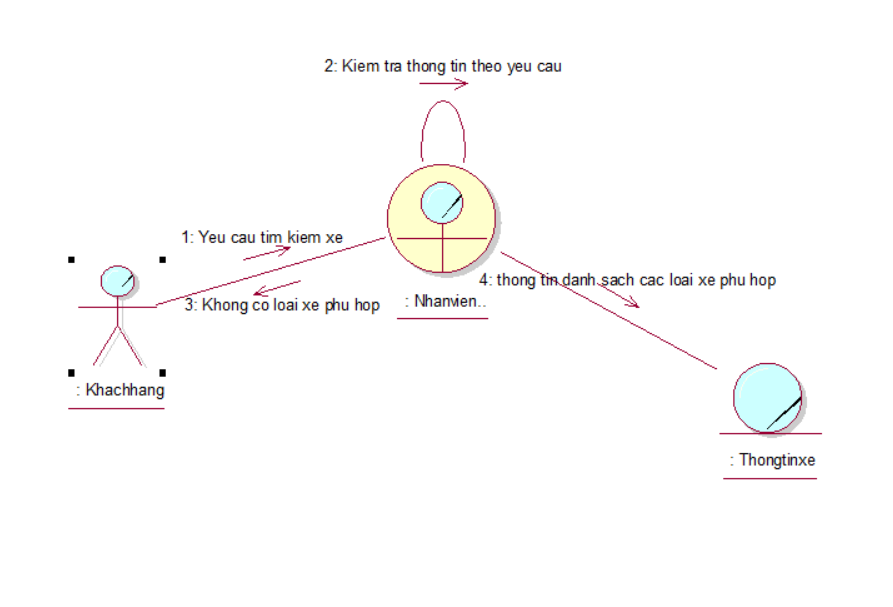 2: Kiem tra thong tin theo yeu cau
1: Yeu cau tim kiem xe
4: thong tin danh sach cac loai xe phu hop
3: Khong co loai xe phu hop
: Nhanvien..
: Khachhang
: Thongtinxe